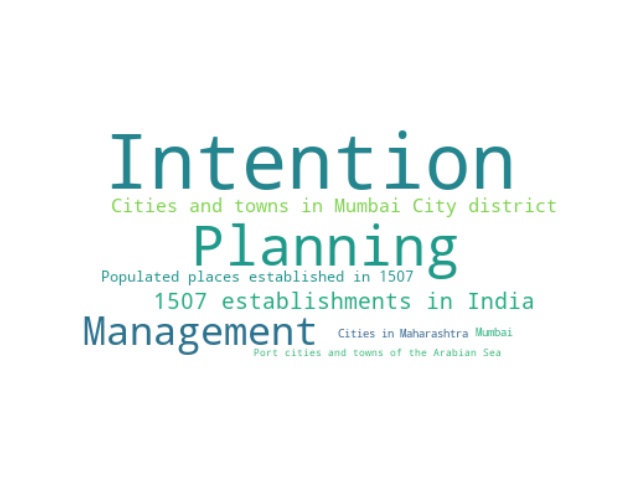 Intention
Cities and towns in Mumbai City district
Planning
Populated places established in 1507
1507 establishments in India
Management
Cities in Maharashtra
Mumbai
Port cities and towns of the Arabian Sea